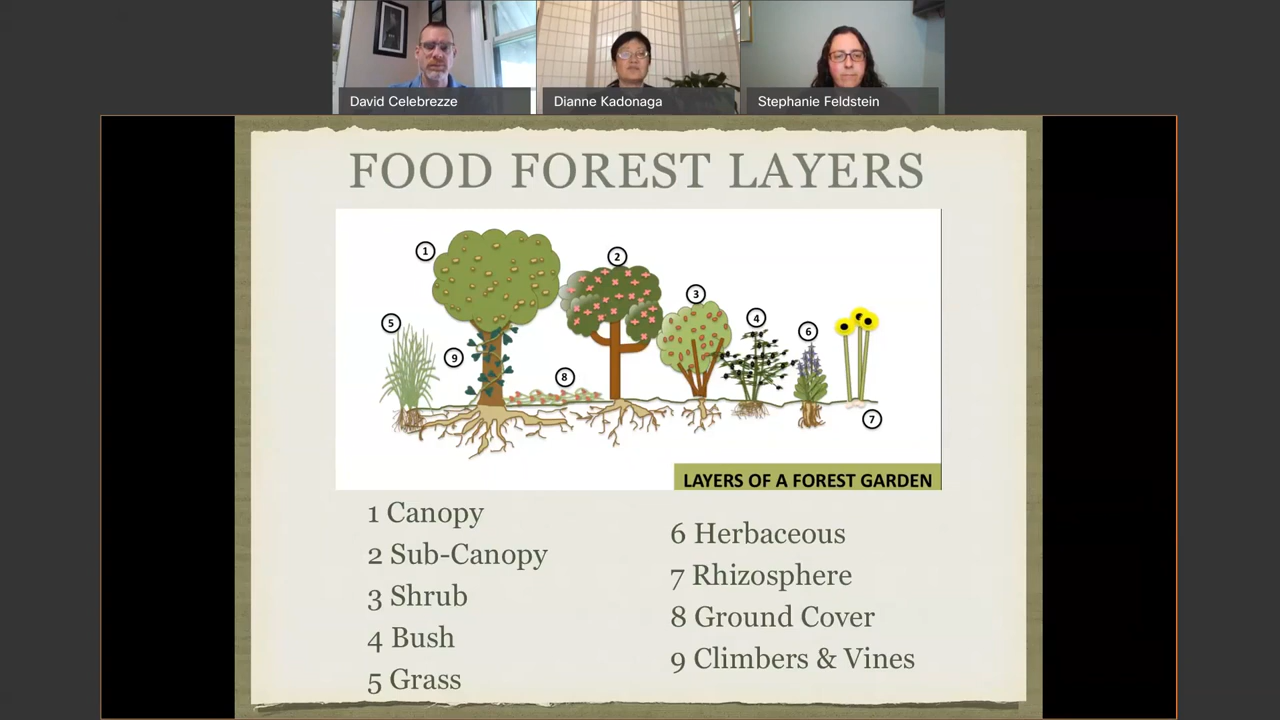 David Celebrezze
Dianne Kadonaga
Stephanie Feldstein
FOOD FOREST LAYERS
1
2
3
4
5
6
9
8
7
LAYERS OF A FOREST GARDEN
1 Canopy
2 Sub-Canopy
3 Shrub
4 Bush
5 Grass
6 Herbaceous
7 Rhizosphere
8 Ground Cover
9 Climbers & Vines